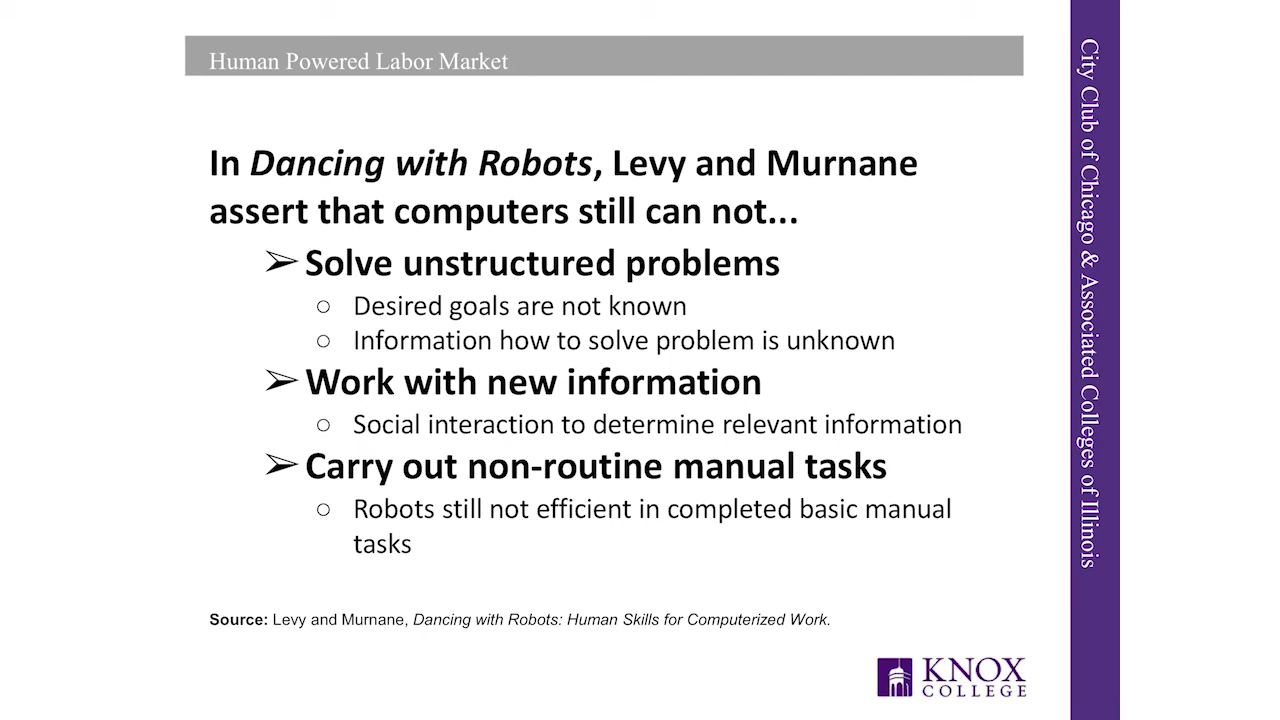 Human Powered Labor Market
In Dancing with Robots, Levy and Murnane
assert that computers still can not...
➢ Solve unstructured problems
○ Desired goals are not known
○ Information how to solve problem is unknown
➢ Work with new information
○ Social interaction to determine relevant information
➢ Carry out non-routine manual tasks
○ Robots still not efficient in completed basic manual
tasks
Source: Levy and Murnane, Dancing with Robots: Human Skills for Computerized Work.
KNOX
COLLEGE
City Club of Chicago & Associated Colleges of Illinois